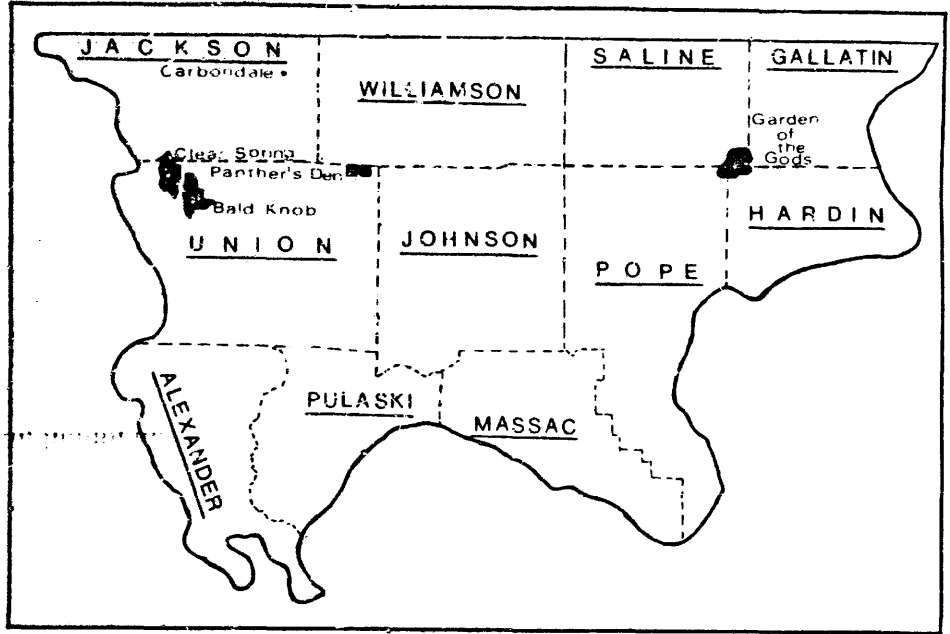 JACKSON
Carbondale
WILLIAMSON
SALINE
GALLATIN
Garden
of
the
Gods
Clear Spring
Panther's Den
Bald Knob
HARDIN
UNION
JOHNSON
POPE
ALEXANDER
PULASKI
MASSAC